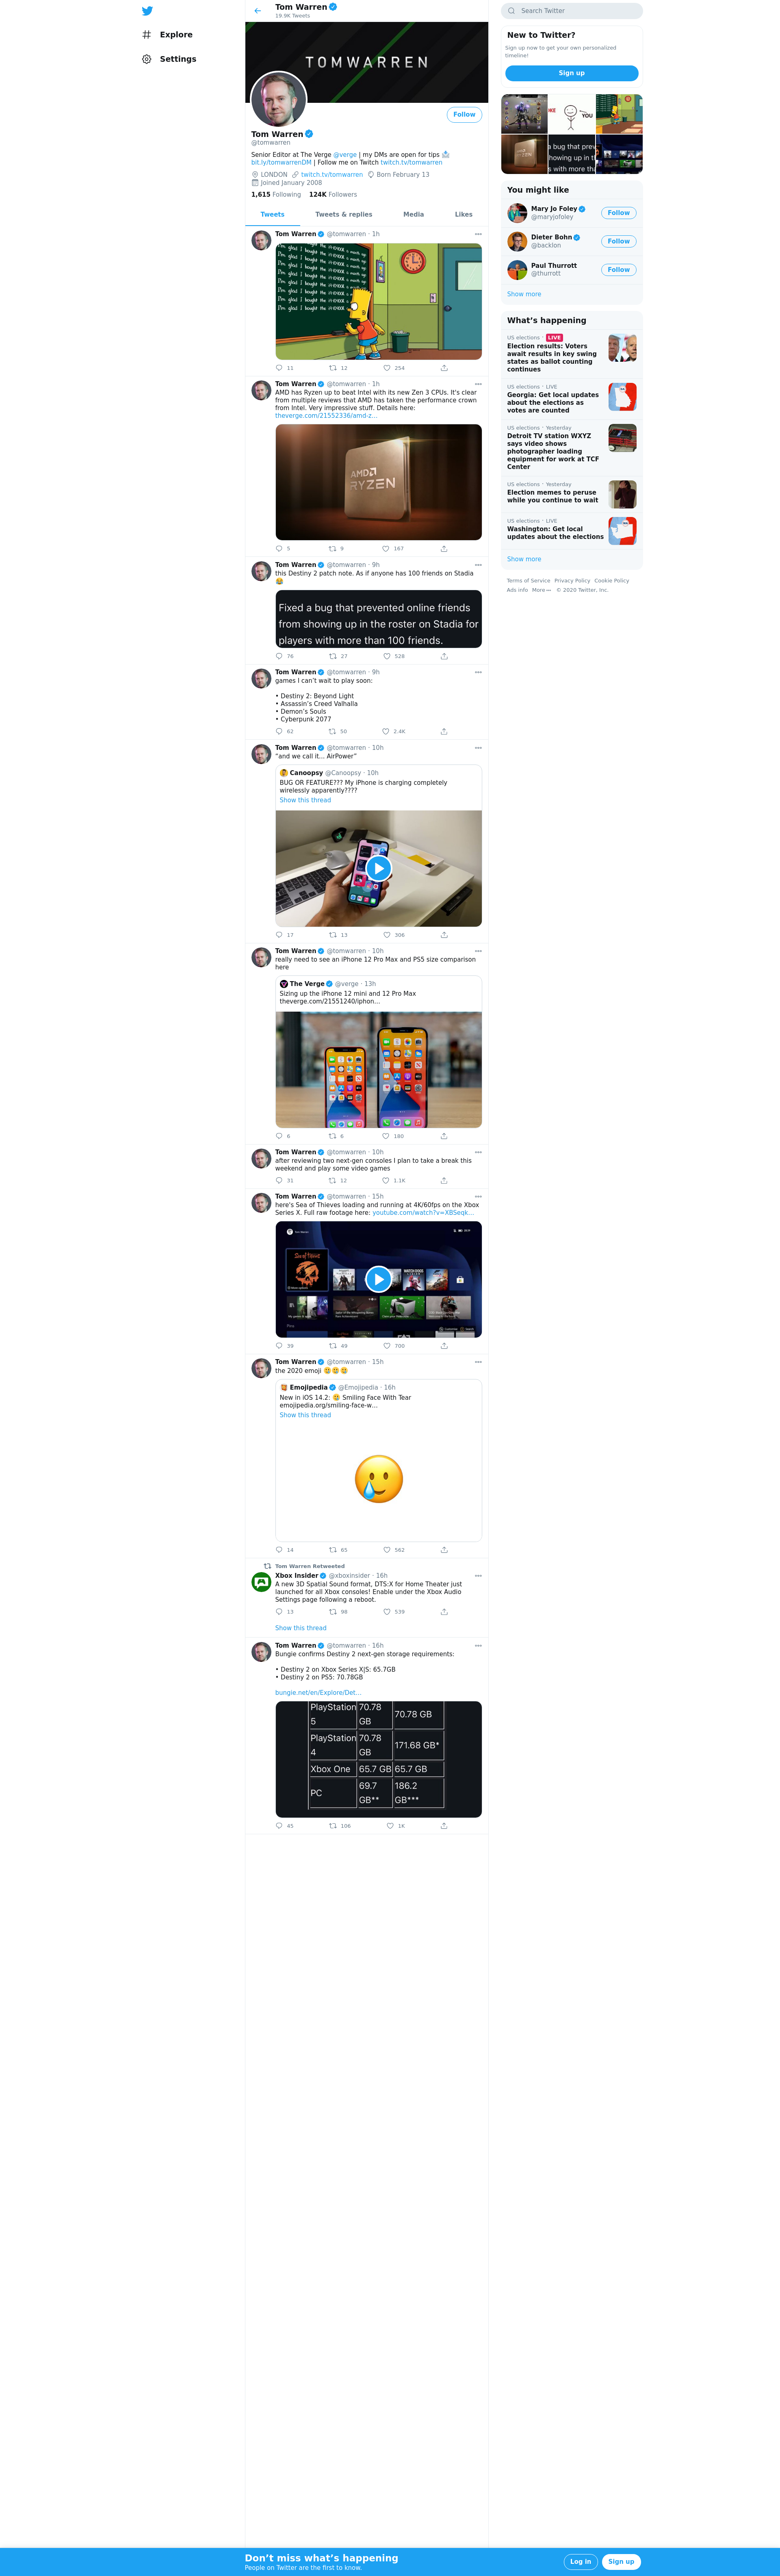 Explore
Settings
Tom Warren
19.9K Tweets
TOMWARREN
Follow
Tom Warren
@tomwarren
Senior Editor at The Verge @verge | my DMs are open for tips 📩
bit.ly/tomwarrenDM | Follow me on Twitch twitch.tv/tomwarren
LONDON twitch.tv/tomwarren Born February 13
Joined January 2008
1,615 Following 124K Followers
Tweets Tweets & replies Media Likes
Tom Warren @tomwarren · 1h
11 12 254
Tom Warren @tomwarren · 1h
AMD has Ryzen up to beat Intel with its new Zen 3 CPUs. It's clear
from multiple reviews that AMD has taken the performance crown
from Intel. Very impressive stuff. Details here:
theverge.com/21552336/amd-z…
AMD
RYZEN
5 9 167
Tom Warren @tomwarren · 9h
this Destiny 2 patch note. As if anyone has 100 friends on Stadia
😂
Fixed a bug that prevented online friends
from showing up in the roster on Stadia for
players with more than 100 friends.
76 27 528
Tom Warren @tomwarren · 9h
games I can’t wait to play soon:
• Destiny 2: Beyond Light
• Assassin’s Creed Valhalla
• Demon’s Souls
• Cyberpunk 2077
62 50 2.4K
Tom Warren @tomwarren · 10h
“and we call it... AirPower”
Canoopsy @Canoopsy · 10h
BUG OR FEATURE??? My iPhone is charging completely
wirelessly apparently????
Show this thread
17 13 306
Tom Warren @tomwarren · 10h
really need to see an iPhone 12 Pro Max and PS5 size comparison
here
The Verge @verge · 13h
Sizing up the iPhone 12 mini and 12 Pro Max
theverge.com/21551240/iphon…
6 6 180
Tom Warren @tomwarren · 10h
after reviewing two next-gen consoles I plan to take a break this
weekend and play some video games
31 12 1.1K
Tom Warren @tomwarren · 15h
here's Sea of Thieves loading and running at 4K/60fps on the Xbox
Series X. Full raw footage here: youtube.com/watch?v=XBSeqk…
39 49 700
Tom Warren @tomwarren · 15h
the 2020 emoji 🥲🥲🥲
Emojipedia @Emojipedia · 16h
New in iOS 14.2: 🥲 Smiling Face With Tear
emojipedia.org/smiling-face-w…
Show this thread
14 65 562
Tom Warren Retweeted
Xbox Insider @xboxinsider · 16h
A new 3D Spatial Sound format, DTS:X for Home Theater just
launched for all Xbox consoles! Enable under the Xbox Audio
Settings page following a reboot.
13 98 539
Show this thread
Tom Warren @tomwarren · 16h
Bungie confirms Destiny 2 next-gen storage requirements:
• Destiny 2 on Xbox Series X|S: 65.7GB
• Destiny 2 on PS5: 70.78GB
bungie.net/en/Explore/Det…
PlayStation 5 70.78 GB 70.78 GB
PlayStation 4 70.78 GB 171.68 GB*
Xbox One 65.7 GB 65.7 GB
PC 69.7 GB** 186.2 GB***
45 106 1K
Search Twitter
New to Twitter?
Sign up now to get your own personalized
timeline!
Sign up
IKE YOU
a bug that prev
howing up in t
s with more th
You might like
Mary Jo Foley
@maryjofoley
Follow
Dieter Bohn
@backlon
Follow
Paul Thurrott
@thurrott
Follow
Show more
What’s happening
US elections · LIVE
Election results: Voters
await results in key swing
states as ballot counting
continues
US elections · LIVE
Georgia: Get local updates
about the elections as
votes are counted
US elections · Yesterday
Detroit TV station WXYZ
says video shows
photographer loading
equipment for work at TCF
Center
US elections · Yesterday
Election memes to peruse
while you continue to wait
US elections · LIVE
Washington: Get local
updates about the elections
Show more
Terms of Service Privacy Policy Cookie Policy
Ads info More ••• © 2020 Twitter, Inc.
Don’t miss what’s happening
People on Twitter are the first to know.
Log in Sign up